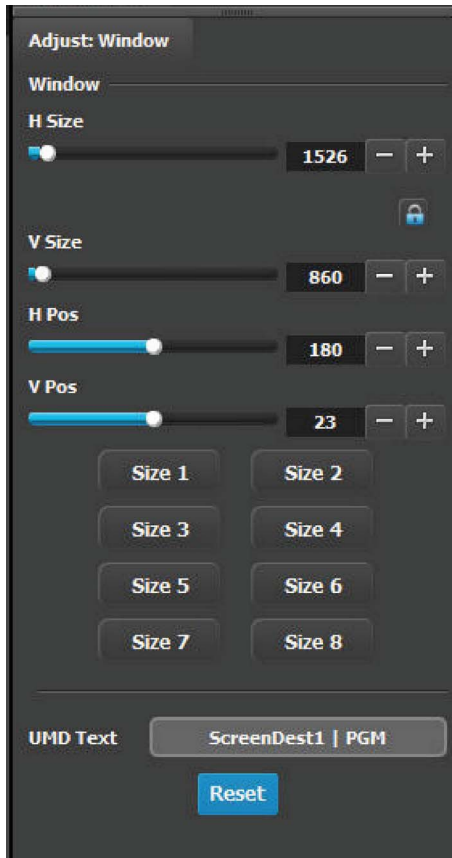 Adjust: Window
Window
H Size
1526 − +
V Size
860 − +
H Pos
180 − +
V Pos
23 − +
Size 1 Size 2
Size 3 Size 4
Size 5 Size 6
Size 7 Size 8
UMD Text ScreenDest1 | PGM
Reset